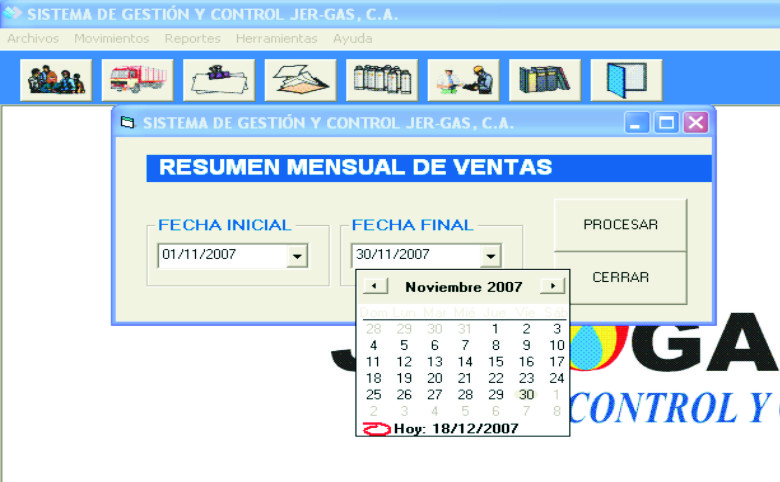 SISTEMA DE GESTIÓN Y CONTROL JER-GAS, C.A.
Archivos Movimientos Reportes Herramientas Ayuda
SISTEMA DE GESTIÓN Y CONTROL JER-GAS, C.A.
RESUMEN MENSUAL DE VENTAS
FECHA INICIAL FECHA FINAL PROCESAR
01/11/2007 30/11/2007
CERRAR
Noviembre 2007
Dom Lun Mar Mié Jue Vie Sáb
28 29 30 31 1 2 3
4 5 6 7 8 9 10
11 12 13 14 15 16 17
18 19 20 21 22 23 24
25 26 27 28 29 30 1
2 3 4 5 6 7 8
Hoy: 18/12/2007
GA
CONTROL Y